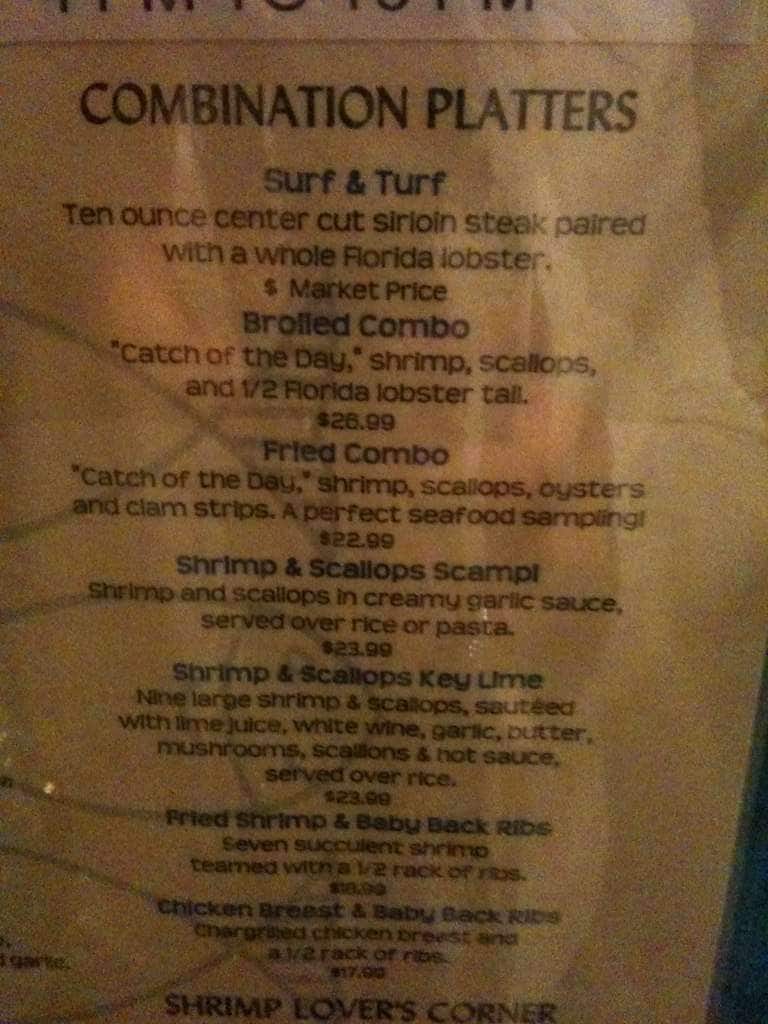 COMBINATION PLATTERS
Surf & Turf
Ten ounce center cut sirloin steak paired
with a whole Florida lobster.
$ Market Price
Broiled Combo
"Catch of the Day," shrimp, scallops,
and 1/2 Florida lobster tail.
$26.99
Fried Combo
"Catch of the Day," shrimp, scallops, oysters
and clam strips. A perfect seafood sampling!
$22.99
Shrimp & Scallops Scampi
Shrimp and scallops in creamy garlic sauce,
served over rice or pasta.
$23.99
Shrimp & Scallops Key Lime
Nine large shrimp & scallops, sautéed
with lime juice, white wine, garlic, butter,
mushrooms, scallions & hot sauce,
served over rice.
$23.99
Fried Shrimp & Baby Back Ribs
Seven succulent shrimp
teamed with a 1/2 rack of ribs.
Chicken Breast & Baby Back Ribs
Chargrilled chicken breast and
a 1/2 rack of ribs.
garlic.
SHRIMP LOVER'S CORNER